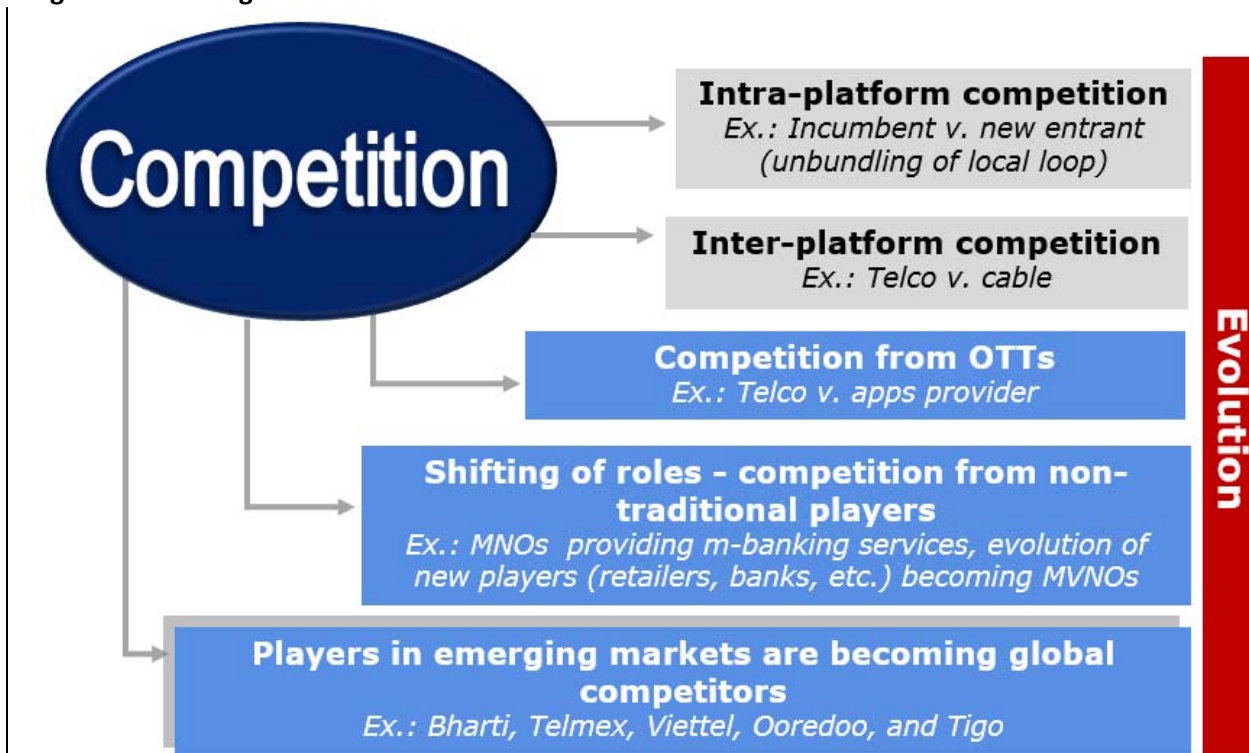 Competition
Intra-platform competition
Ex.: Incumbent v. new entrant
(unbundling of local loop)
Inter-platform competition
Ex.: Telco v. cable
Competition from OTTs
Ex.: Telco v. apps provider
Shifting of roles - competition from non-
traditional players
Ex.: MNOs providing m-banking services, evolution of
new players (retailers, banks, etc.) becoming MVNOs
Players in emerging markets are becoming global
competitors
Ex.: Bharti, Telmex, Viettel, Ooredoo, and Tigo
Evolution